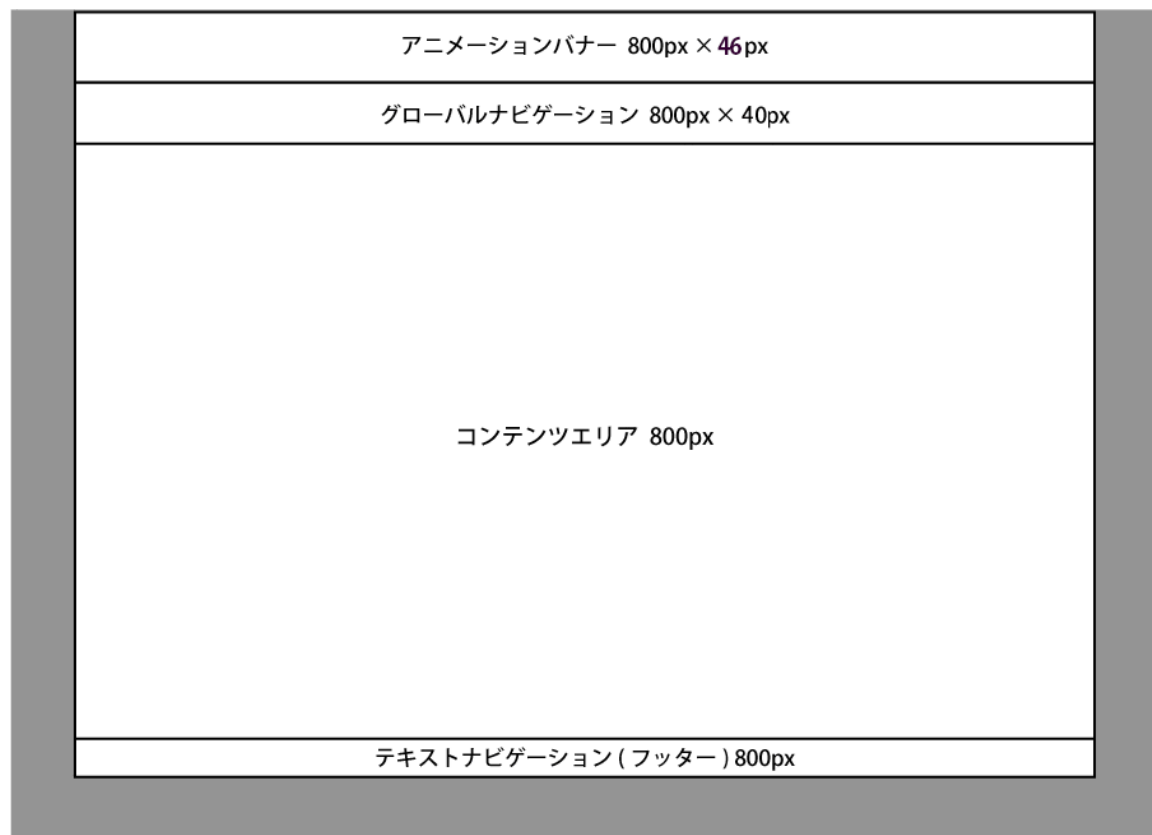 アニメーションバナー 800px × 46px
グローバルナビゲーション 800px × 40px
コンテンツエリア 800px
テキストナビゲーション ( フッター ) 800px